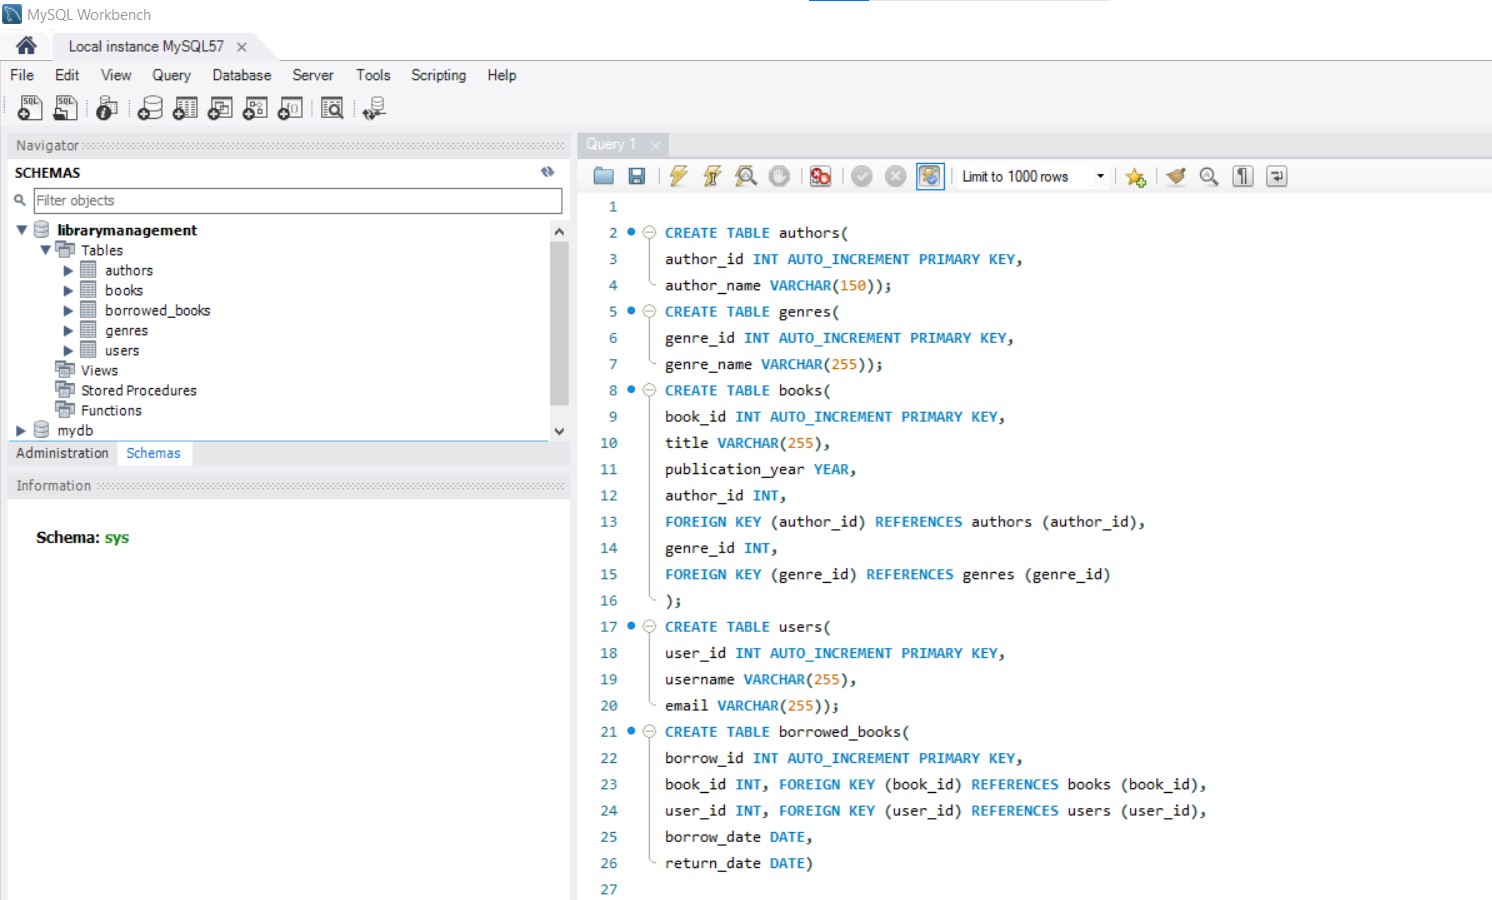 MySQL Workbench
Local instance MySQL57
File Edit View Query Database Server Tools Scripting Help
Navigator
SCHEMAS
Filter objects
librarymanagement
Tables
authors
books
borrowed_books
genres
users
Views
Stored Procedures
Functions
mydb
Administration Schemas
Information
Schema: sys
Query 1
Limit to 1000 rows
1
2 CREATE TABLE authors(
3 author_id INT AUTO_INCREMENT PRIMARY KEY,
4 author_name VARCHAR(150));
5 CREATE TABLE genres(
6 genre_id INT AUTO_INCREMENT PRIMARY KEY,
7 genre_name VARCHAR(255));
8 CREATE TABLE books(
9 book_id INT AUTO_INCREMENT PRIMARY KEY,
10 title VARCHAR(255),
11 publication_year YEAR,
12 author_id INT,
13 FOREIGN KEY (author_id) REFERENCES authors (author_id),
14 genre_id INT,
15 FOREIGN KEY (genre_id) REFERENCES genres (genre_id)
16 );
17 CREATE TABLE users(
18 user_id INT AUTO_INCREMENT PRIMARY KEY,
19 username VARCHAR(255),
20 email VARCHAR(255));
21 CREATE TABLE borrowed_books(
22 borrow_id INT AUTO_INCREMENT PRIMARY KEY,
23 book_id INT, FOREIGN KEY (book_id) REFERENCES books (book_id),
24 user_id INT, FOREIGN KEY (user_id) REFERENCES users (user_id),
25 borrow_date DATE,
26 return_date DATE)
27